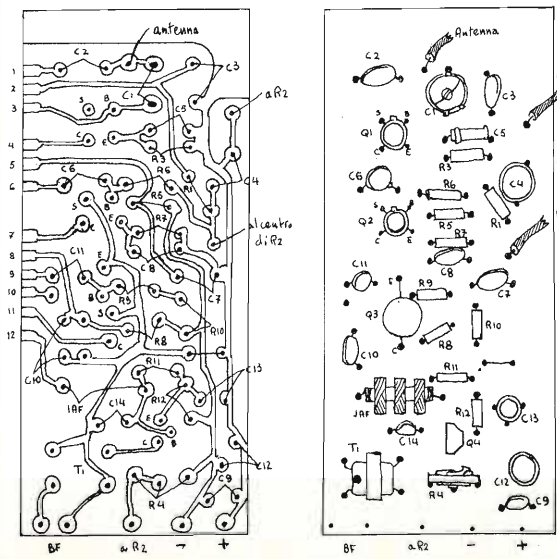 antenna
C2
C3
1
2
C1
3
S
B
a R2
C5
C
E
4
R3
5
R6
C6
R1
C4
6
B
R5
S
E
R7
al centro
di R2
7
C
C8
8
C11
E
C7
9
R9
10
B
S
R10
11
C
R8
12
R11
C13
C10
JAF
R12
C14
E
C
B
C12
T1
C9
R4
BF
a R2
-
+
Antenna
C2
C1
C3
S
B
Q1
C5
C
E
R3
C6
R6
C4
S
B
Q2
R5
R1
C
E
R7
C8
C11
E
R9
C7
Q3
R10
R8
C10
C
R11
JAF
R12
C13
C14
Q4
T1
R4
C12
C9
BF
a R2
-
+